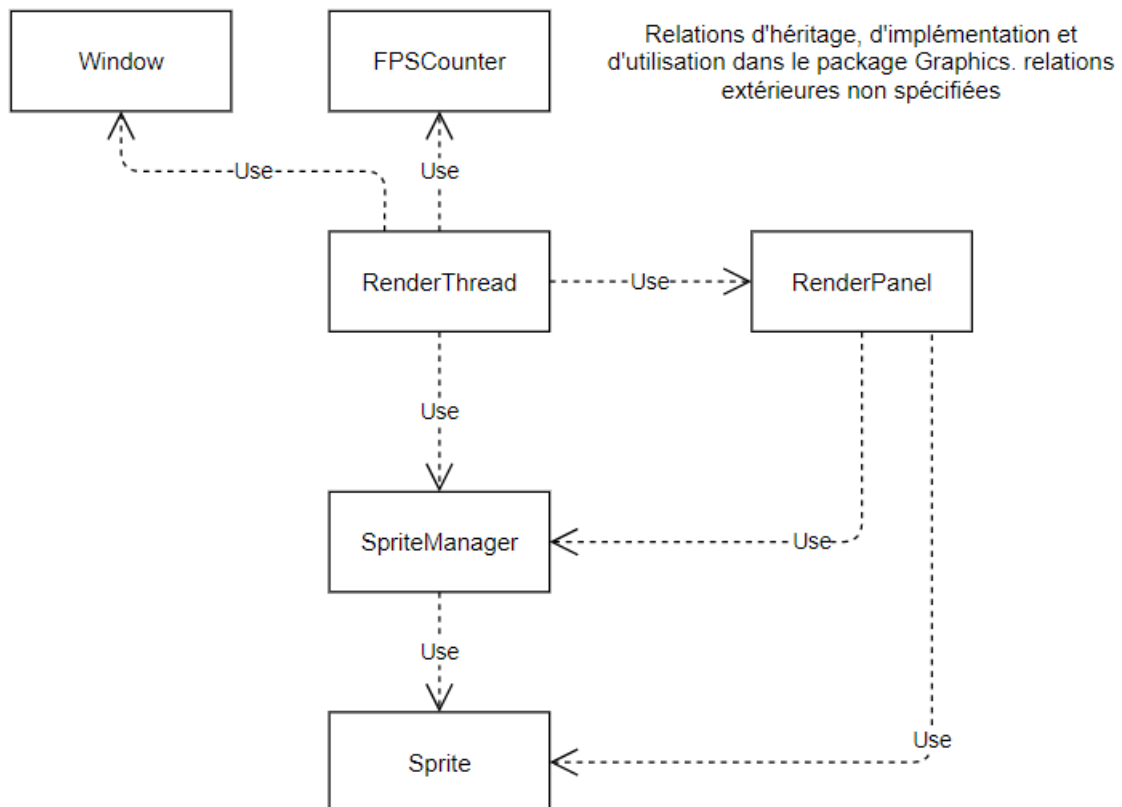 Window
FPSCounter
Relations d'héritage, d'implémentation et
d'utilisation dans le package Graphics. relations
extérieures non spécifiées
Use
Use
RenderThread
Use
RenderPanel
Use
SpriteManager
Use
Use
Use
Sprite